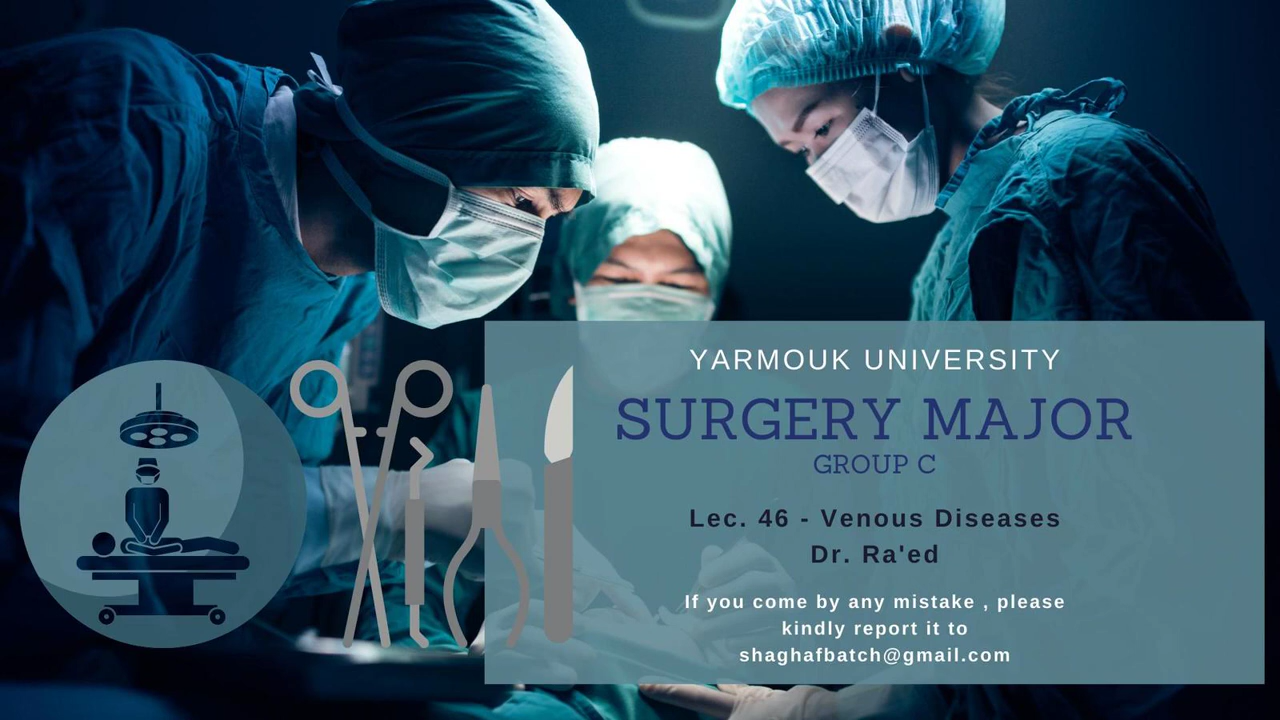 YARMOUK UNIVERSITY
SURGERY MAJOR
GROUP C
Lec. 46 - Venous Diseases
Dr. Ra'ed
If you come by any mistake , please
kindly report it to
shaghafbatch@gmail.com